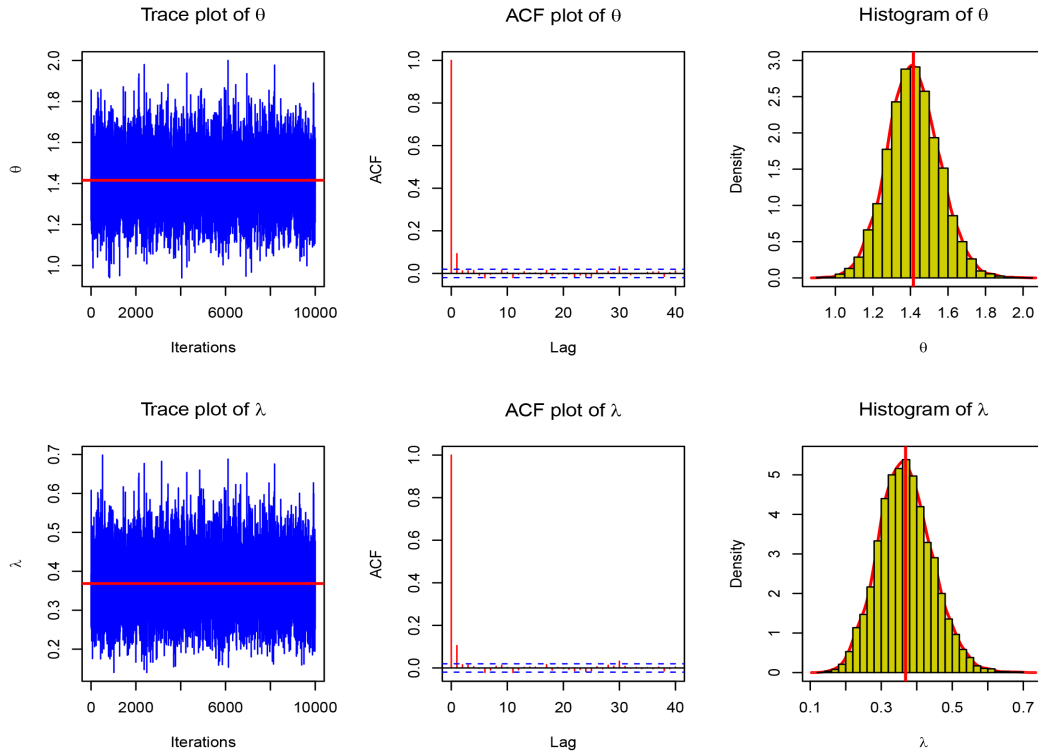 Trace plot of θ
ACF plot of θ
Histogram of θ
θ
2.0
1.8
1.6
1.4
1.2
1.0
0 2000 6000 10000
Iterations
ACF
1.0
0.8
0.6
0.4
0.2
0.0
0 10 20 30 40
Lag
Density
3.0
2.0
1.5
1.0
0.5
0.0
1.0 1.2 1.4 1.6 1.8 2.0
θ
Trace plot of λ
ACF plot of λ
Histogram of λ
λ
0.7
0.6
0.5
0.4
0.3
0.2
0 2000 6000 10000
Iterations
ACF
1.0
0.8
0.6
0.4
0.2
0.0
0 10 20 30 40
Lag
Density
5
4
3
2
1
0
0.1 0.3 0.5 0.7
λ